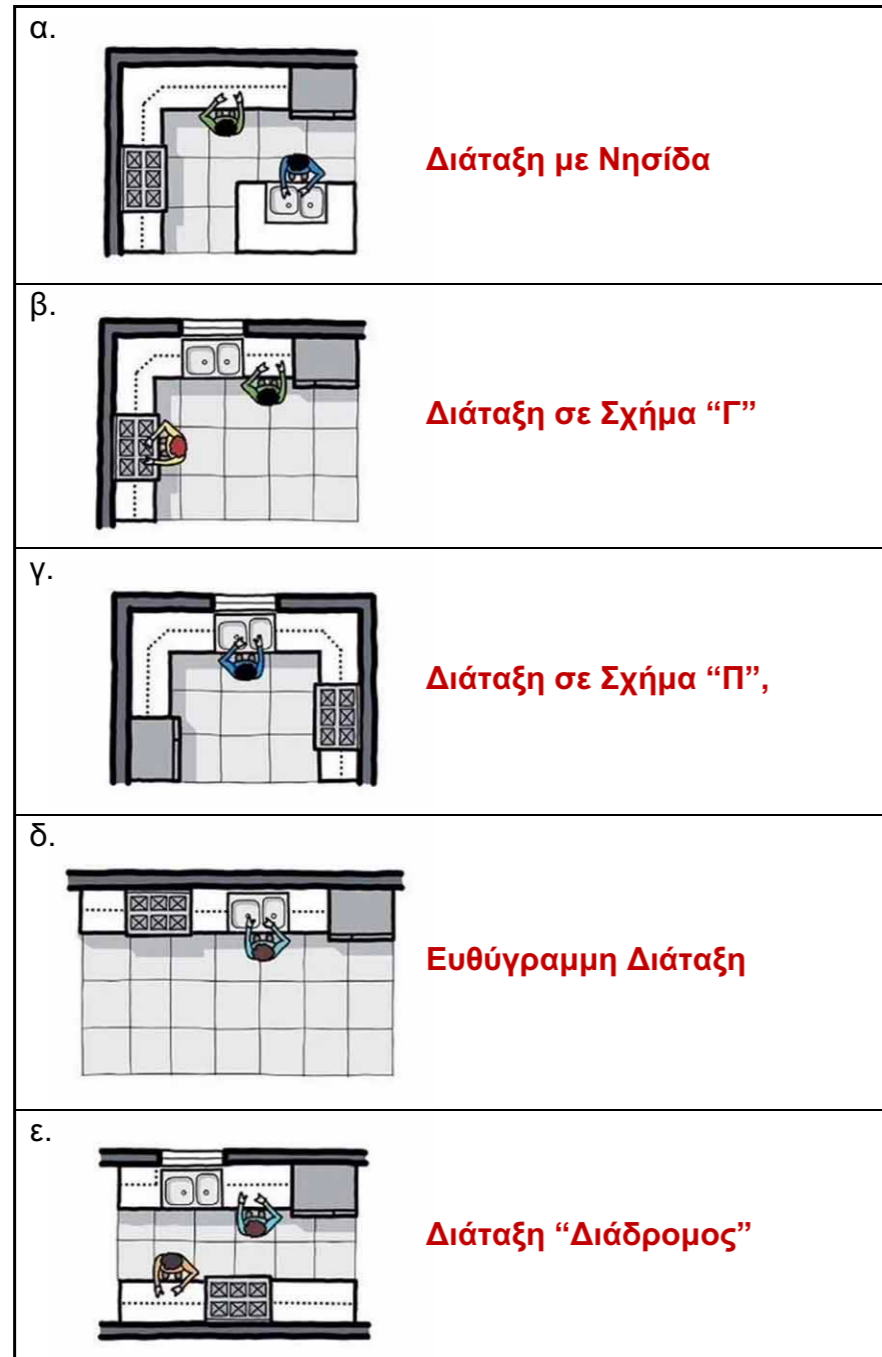 α.
Διάταξη με Νησίδα
β.
Διάταξη σε Σχήμα “Γ”
γ.
Διάταξη σε Σχήμα “Π”,
δ.
Ευθύγραμμη Διάταξη
ε.
Διάταξη “Διάδρομος”